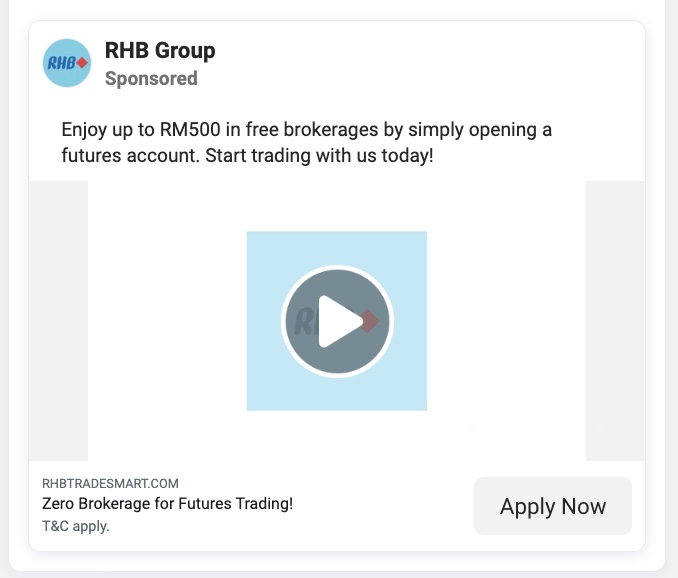 RHB
RHB Group
Sponsored
Enjoy up to RM500 in free brokerages by simply opening a
futures account. Start trading with us today!
RHB
RHBTRADESMART.COM
Zero Brokerage for Futures Trading!
T&C apply.
Apply Now